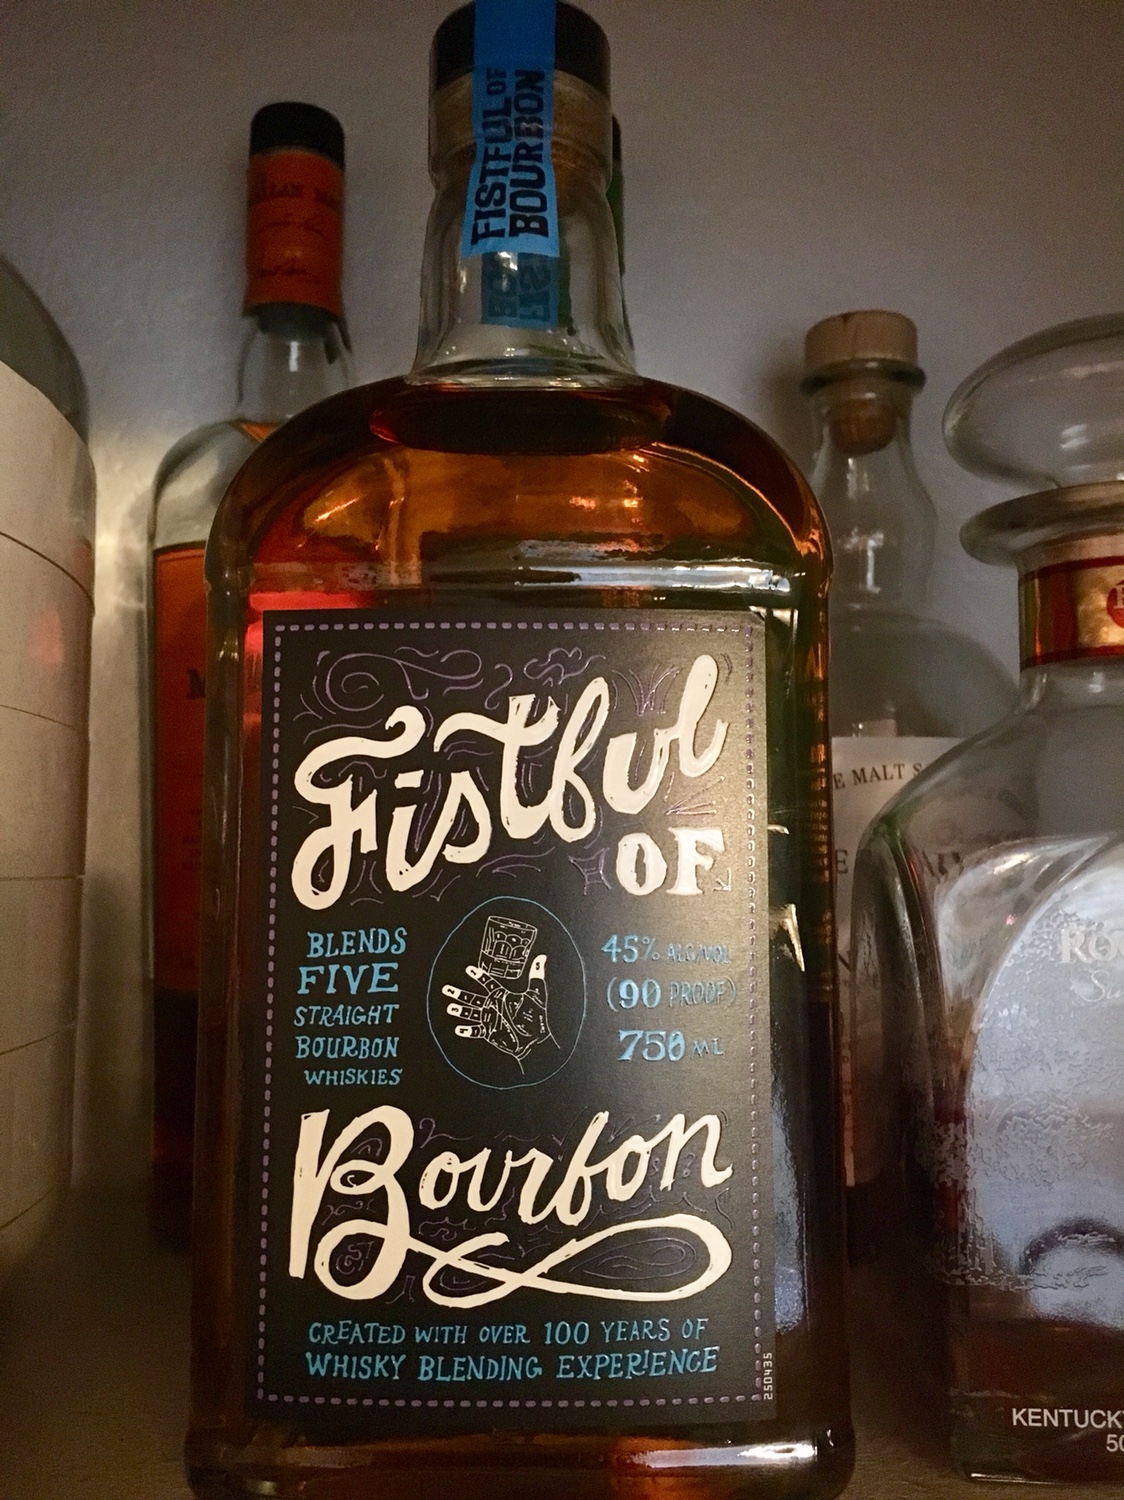 FISTFUL OF
BOURBON
Fistful
OF
BLENDS
FIVE
STRAIGHT
BOURBON
WHISKIES
45% ALC/VOL
(90 PROOF)
750 ML
Bourbon
CREATED WITH OVER 100 YEARS OF
WHISKY BLENDING EXPERIENCE
250435
MALT
KENTUCKY